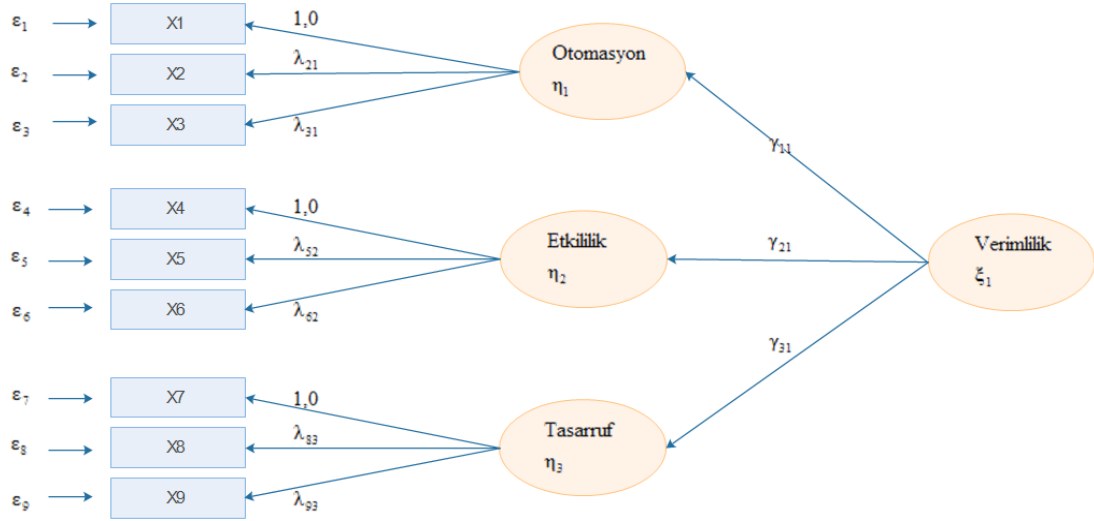 ε1 X1 1,0
ε2 X2 λ21
ε3 X3 λ31
Otomasyon
η1
γ11
ε4 X4 1,0
ε5 X5 λ52
ε6 X6 λ62
Etkililik
η2
γ21
Verimlilik
ξ1
γ31
ε7 X7 1,0
ε8 X8 λ83
ε9 X9 λ93
Tasarruf
η3